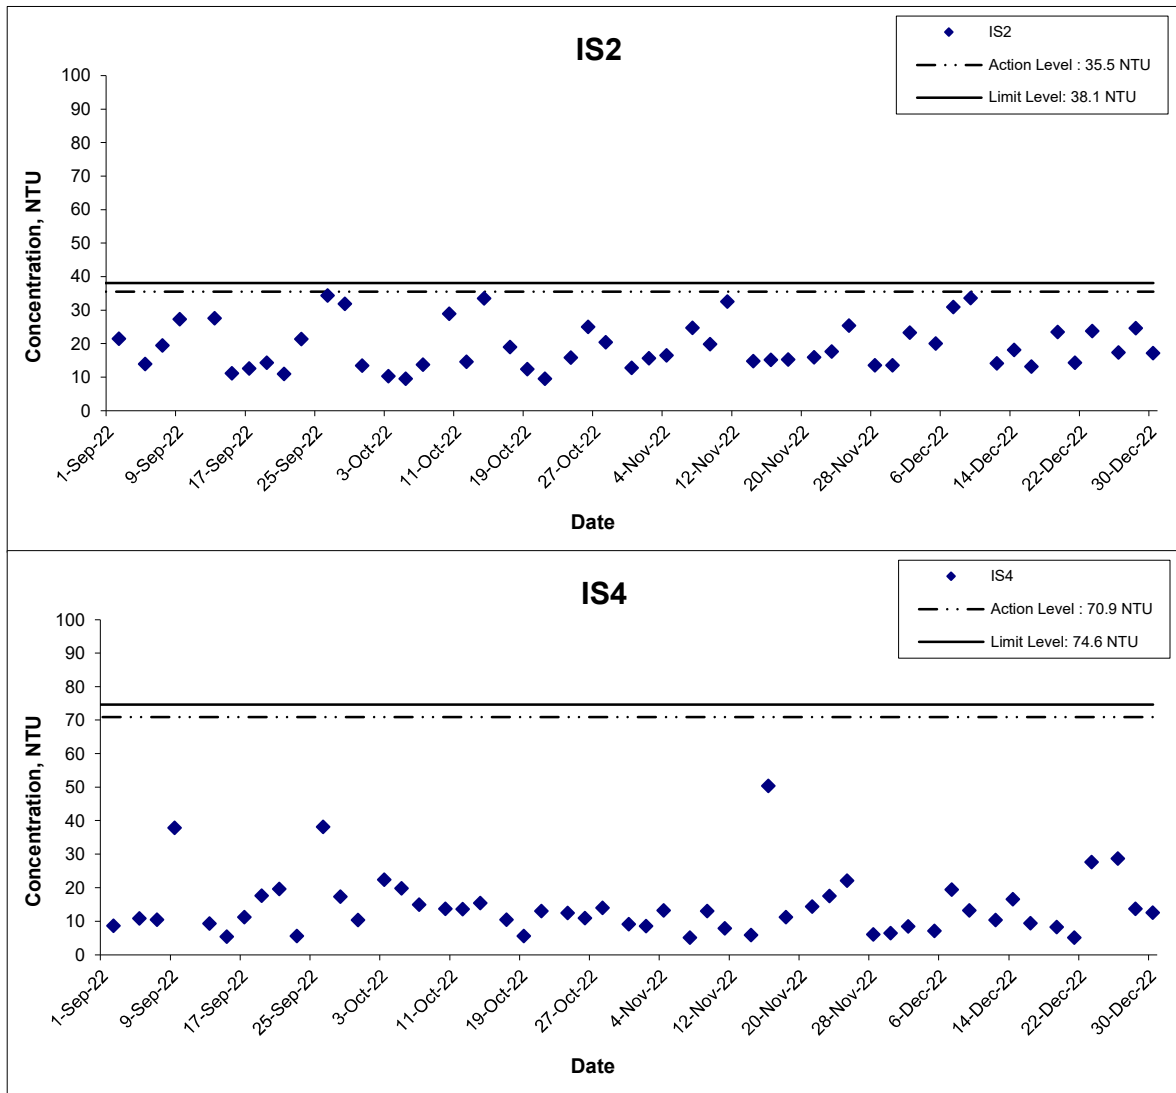 IS2
IS2
Action Level : 35.5 NTU
Limit Level: 38.1 NTU
Concentration, NTU
100
90
80
70
60
50
40
30
20
10
0
1-Sep-22
9-Sep-22
17-Sep-22
25-Sep-22
3-Oct-22
11-Oct-22
19-Oct-22
27-Oct-22
4-Nov-22
12-Nov-22
20-Nov-22
28-Nov-22
6-Dec-22
14-Dec-22
22-Dec-22
30-Dec-22
Date
IS4
IS4
Action Level : 70.9 NTU
Limit Level: 74.6 NTU
Concentration, NTU
100
90
80
70
60
50
40
30
20
10
0
1-Sep-22
9-Sep-22
17-Sep-22
25-Sep-22
3-Oct-22
11-Oct-22
19-Oct-22
27-Oct-22
4-Nov-22
12-Nov-22
20-Nov-22
28-Nov-22
6-Dec-22
14-Dec-22
22-Dec-22
30-Dec-22
Date